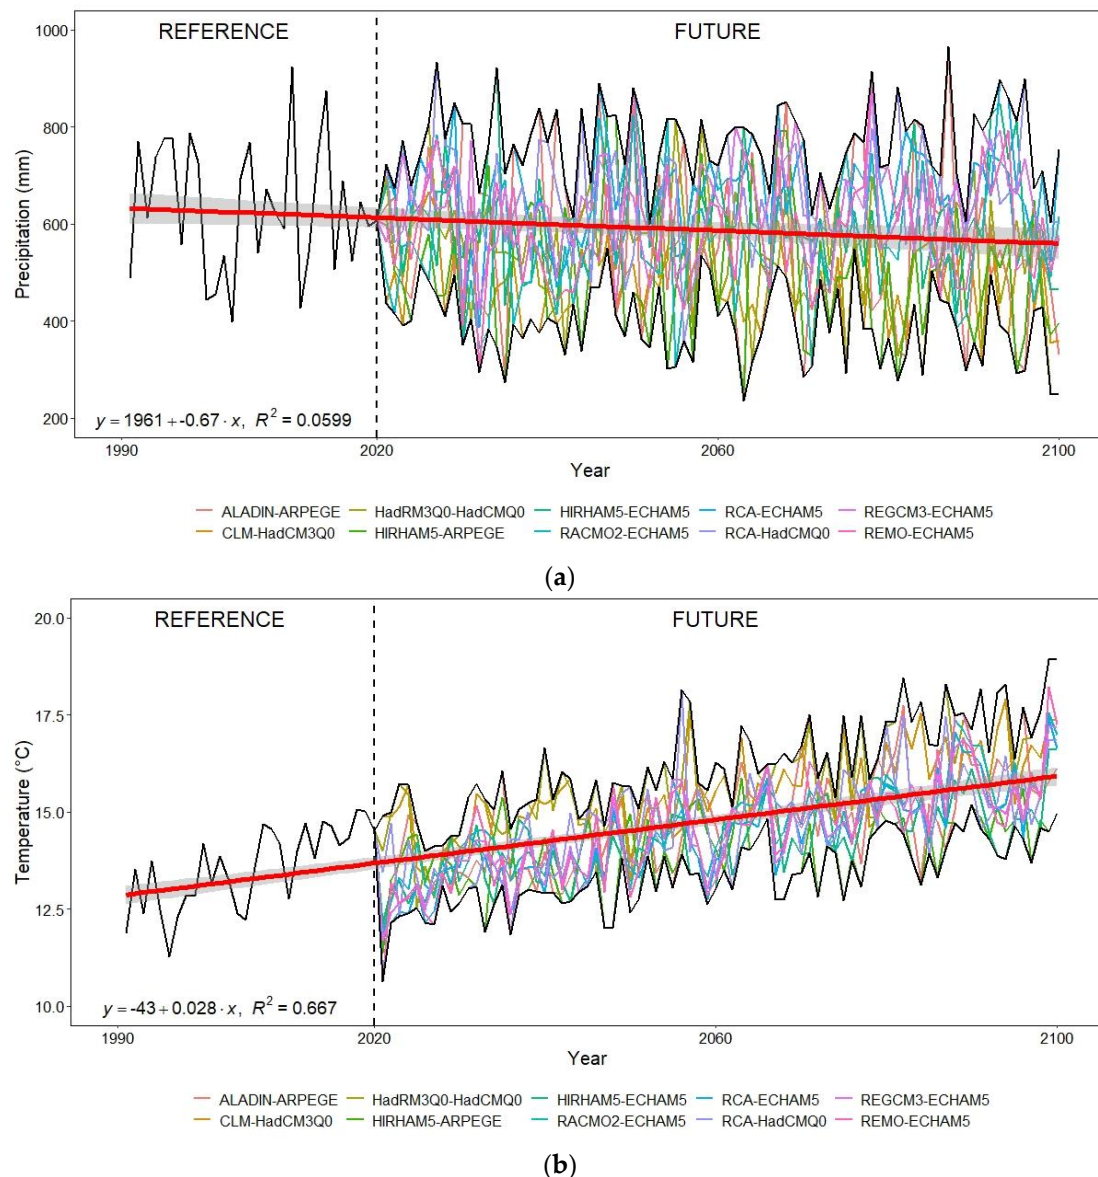 REFERENCE FUTURE
1000
800
600
400
200
Precipitation (mm)
y = 1961 + -0.67 · x, R² = 0.0599
1990 2020 2060 2100
Year
ALADIN-ARPEGE HadRM3Q0-HadCMQ0 HIRHAM5-ECHAM5 RCA-ECHAM5 REGCM3-ECHAM5
CLM-HadCM3Q0 HIRHAM5-ARPEGE RACMO2-ECHAM5 RCA-HadCMQ0 REMO-ECHAM5
(a)
REFERENCE FUTURE
20.0
17.5
15.0
12.5
10.0
Temperature (°C)
y = -43 + 0.028 · x, R² = 0.667
1990 2020 2060 2100
Year
ALADIN-ARPEGE HadRM3Q0-HadCMQ0 HIRHAM5-ECHAM5 RCA-ECHAM5 REGCM3-ECHAM5
CLM-HadCM3Q0 HIRHAM5-ARPEGE RACMO2-ECHAM5 RCA-HadCMQ0 REMO-ECHAM5
(b)